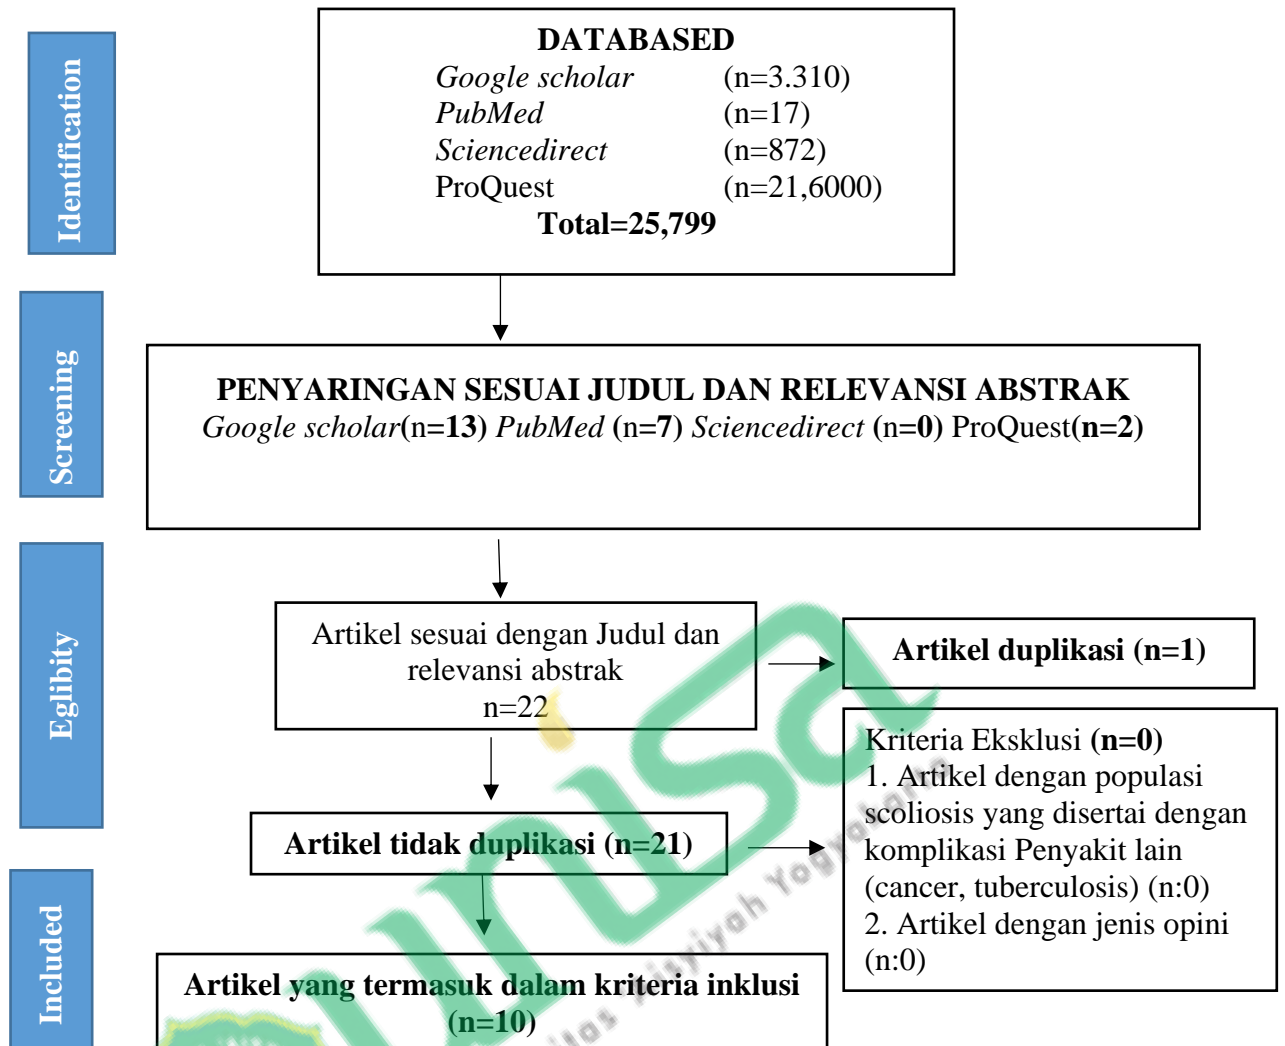 Identification
DATABASED
Google scholar (n=3.310)
PubMed (n=17)
Sciencedirect (n=872)
ProQuest (n=21,6000)
Total=25,799
Screening
PENYARINGAN SESUAI JUDUL DAN RELEVANSI ABSTRAK
Google scholar(n=13) PubMed (n=7) Sciencedirect (n=0) ProQuest(n=2)
Eglibity
Artikel sesuai dengan Judul dan
relevansi abstrak
n=22
Artikel duplikasi (n=1)
Artikel tidak duplikasi (n=21)
Kriteria Eksklusi (n=0)
1. Artikel dengan populasi
scoliosis yang disertai dengan
komplikasi Penyakit lain
(cancer, tuberculosis) (n:0)
2. Artikel dengan jenis opini
(n:0)
Included
Artikel yang termasuk dalam kriteria inklusi
(n=10)
unisa
Yogyakarta